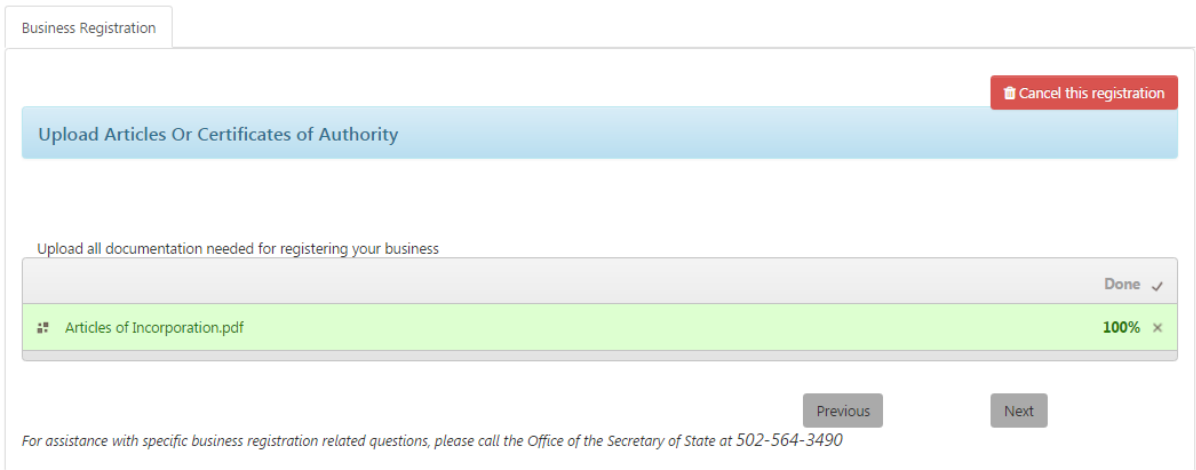 Business Registration
Cancel this registration
Upload Articles Or Certificates of Authority
Upload all documentation needed for registering your business
Done
Articles of Incorporation.pdf 100%
Previous Next
For assistance with specific business registration related questions, please call the Office of the Secretary of State at 502-564-3490